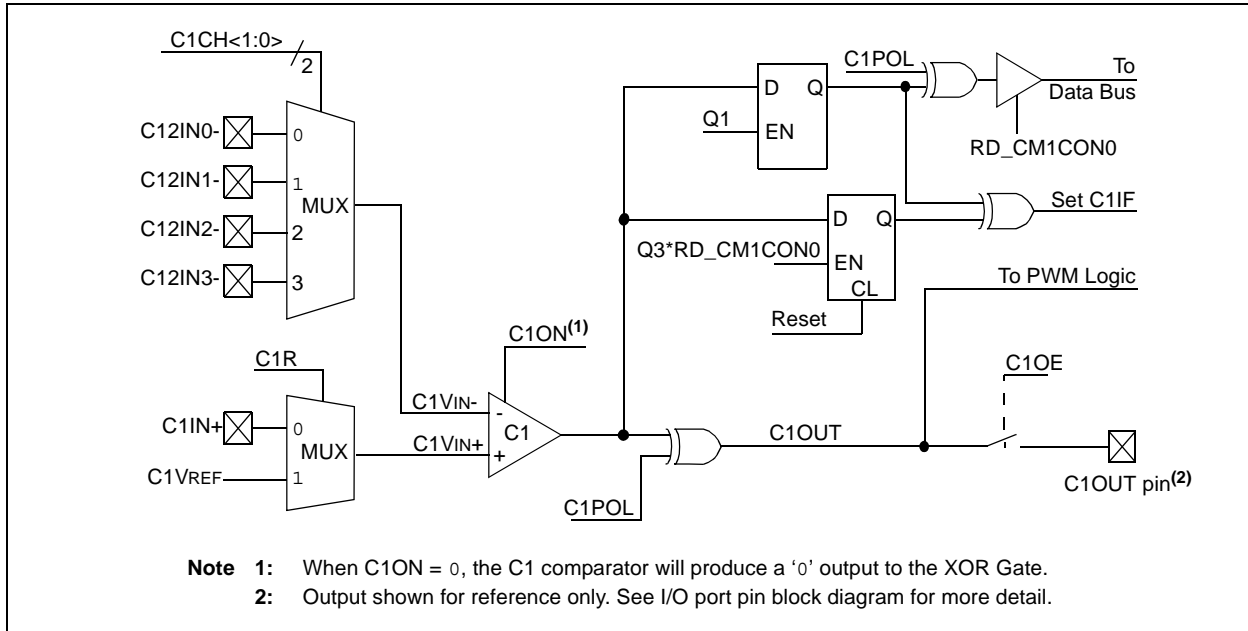 C1CH<1:0>
2
C12IN0-
0
C12IN1-
1
MUX
C12IN2-
2
C12IN3-
3
C1POL
To
Data Bus
D Q
Q1
EN
RD_CM1CON0
D Q
Set C1IF
Q3*RD_CM1CON0
EN
CL
Reset
To PWM Logic
C1ON(1)
C1R
C1IN+
0
MUX
C1VREF
1
C1VIN-
-
C1
C1VIN+
+
C1OUT
C1POL
C1OE
C1OUT pin(2)
Note 1: When C1ON = 0, the C1 comparator will produce a ‘0’ output to the XOR Gate.
2: Output shown for reference only. See I/O port pin block diagram for more detail.